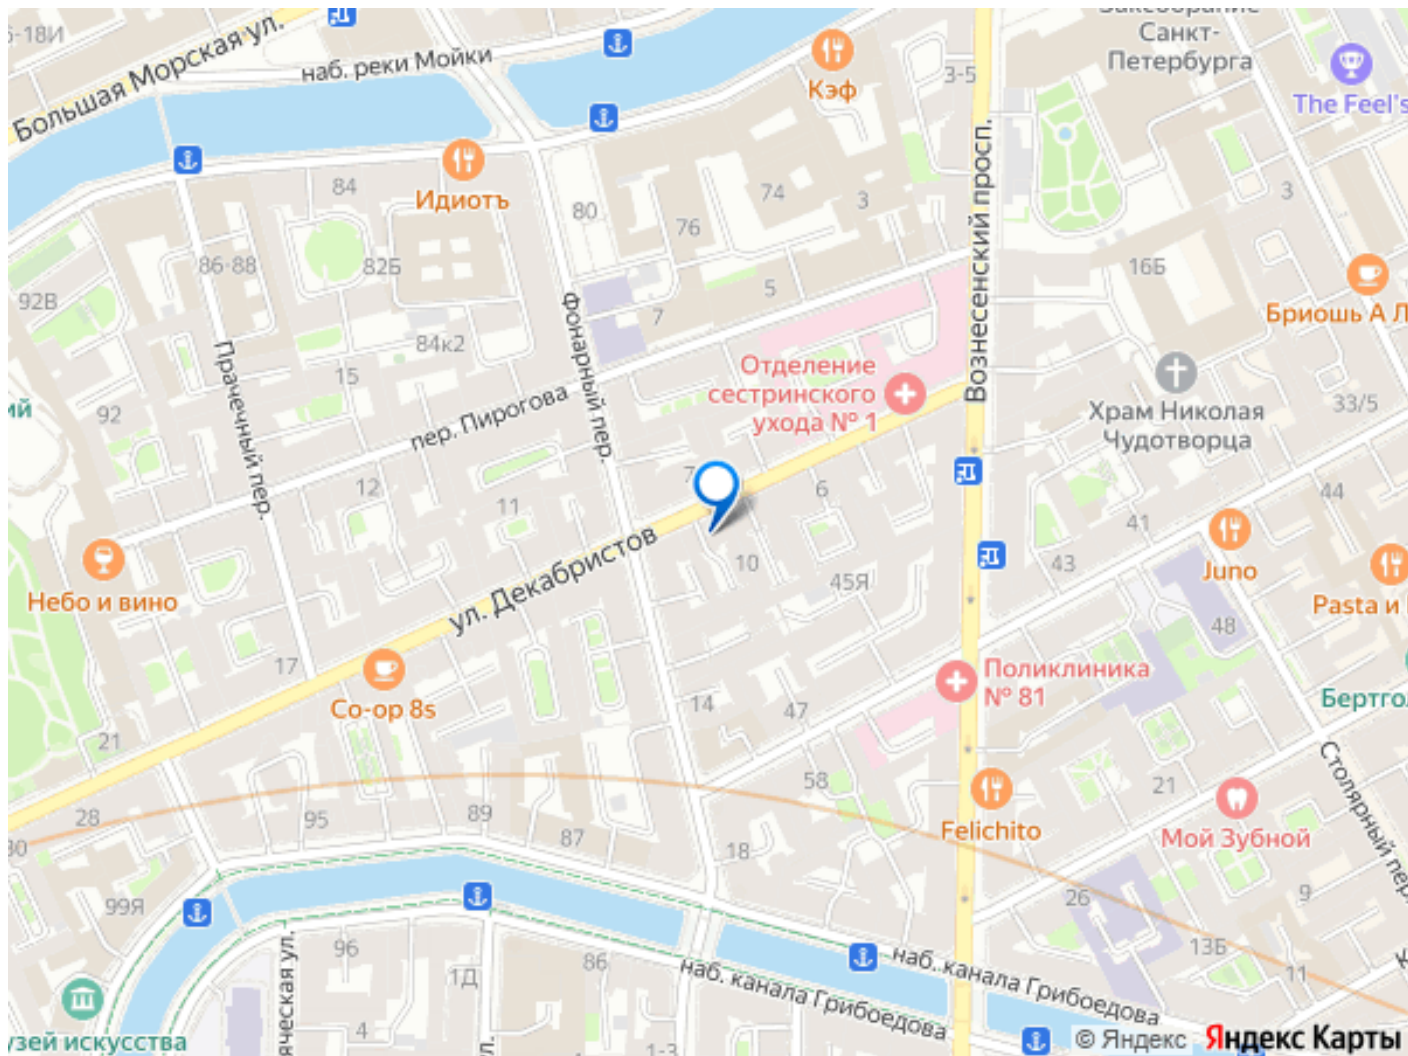 Заксобрание
Санкт-
Петербурга
Большая Морская ул.
наб. реки Мойки
Кэф
3-5
The Feel's
Идиотъ
84
80
74
76
3
3
86-88
82Б
92В
16Б
5
7
Бриошь А Л
Фонарный пер.
Вознесенский просп.
84к2
15
Прачечный пер.
Отделение
сестринского
ухода № 1
92
пер. Пирогова
Храм Николая
Чудотворца
33/5
12
11
7
6
44
41
43
ул. Декабристов
10
45Я
Juno
Небо и вино
Pasta и
48
17
Co-op 8s
Поликлиника
№ 81
14
47
Бертгол
21
58
21
28
95
89
87
18
Felichito
Мой Зубной
Столярный пер.
26
9
99Я
96
1Д
86
13Б
11
наб. канала Грибоедова
наб. канала Грибоедова
узей искусства
4
1-3
© Яндекс
Яндекс Карты